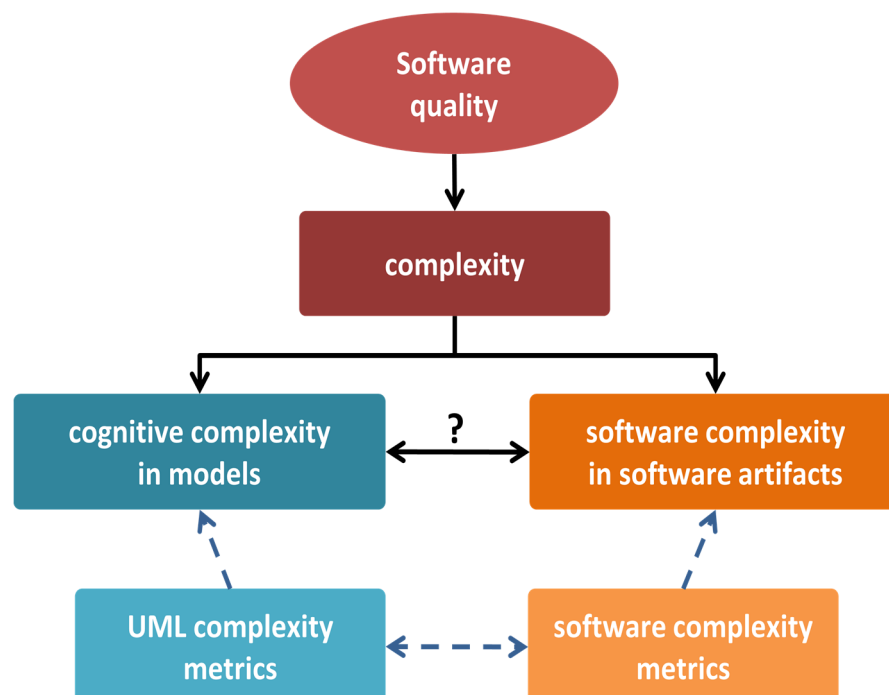 Software
quality
complexity
cognitive complexity
in models
?
software complexity
in software artifacts
UML complexity
metrics
software complexity
metrics